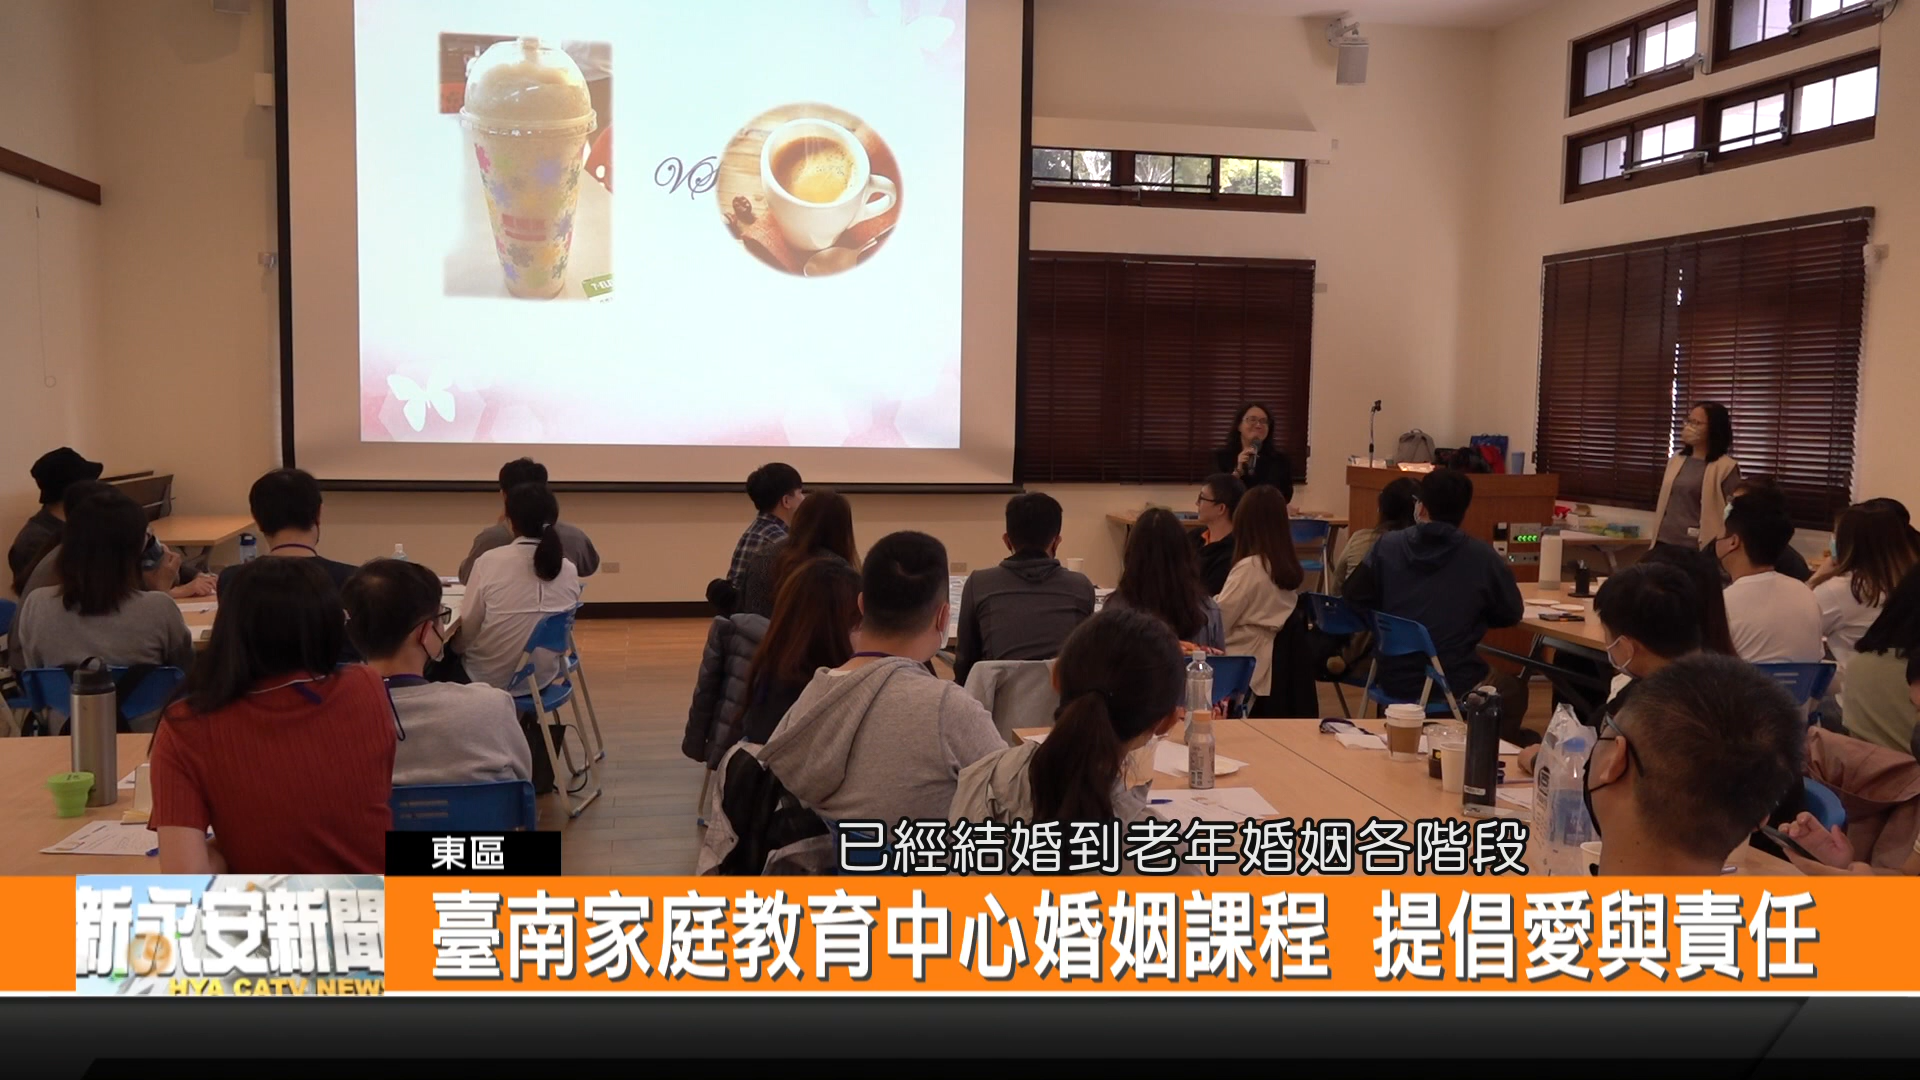 VS
T-ELE
東區
已經結婚到老年婚姻各階段
臺南家庭教育中心婚姻課程 提倡愛與責任
新永安新聞
HYA CATV NEWS